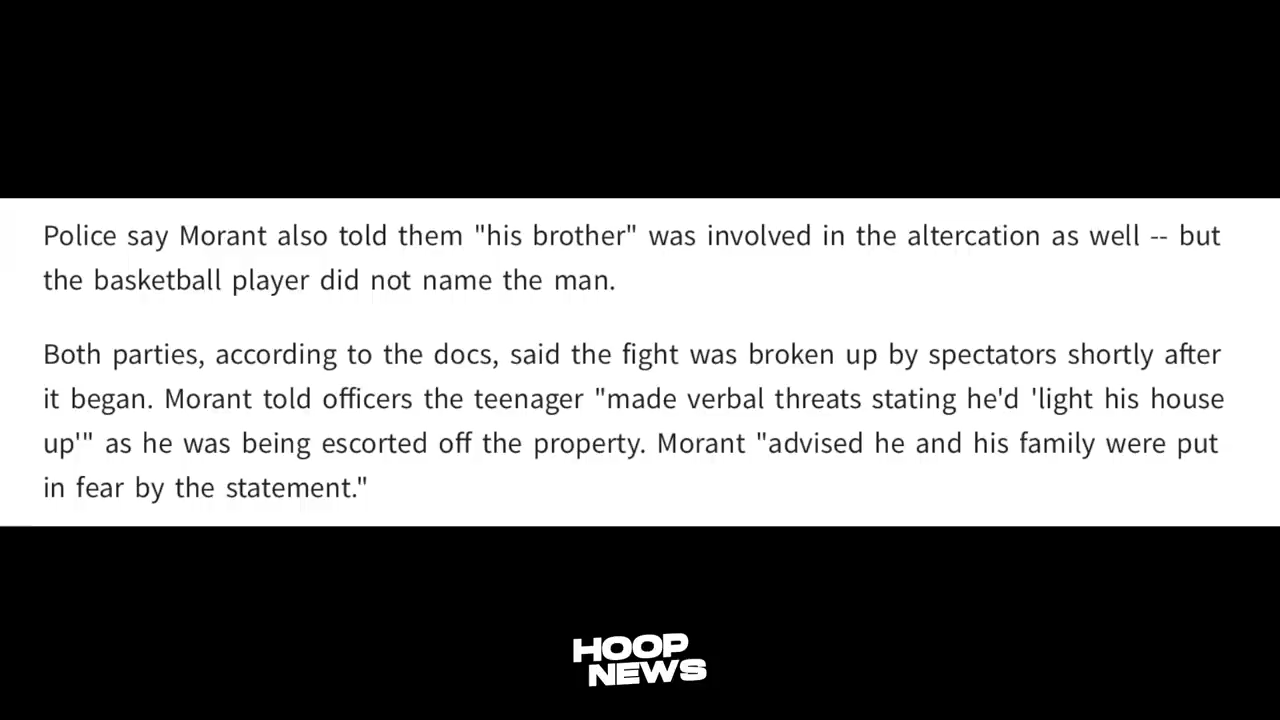 Police say Morant also told them "his brother" was involved in the altercation as well -- but
the basketball player did not name the man.
Both parties, according to the docs, said the fight was broken up by spectators shortly after
it began. Morant told officers the teenager "made verbal threats stating he'd 'light his house
up'" as he was being escorted off the property. Morant "advised he and his family were put
in fear by the statement."
HOOP
NEWS